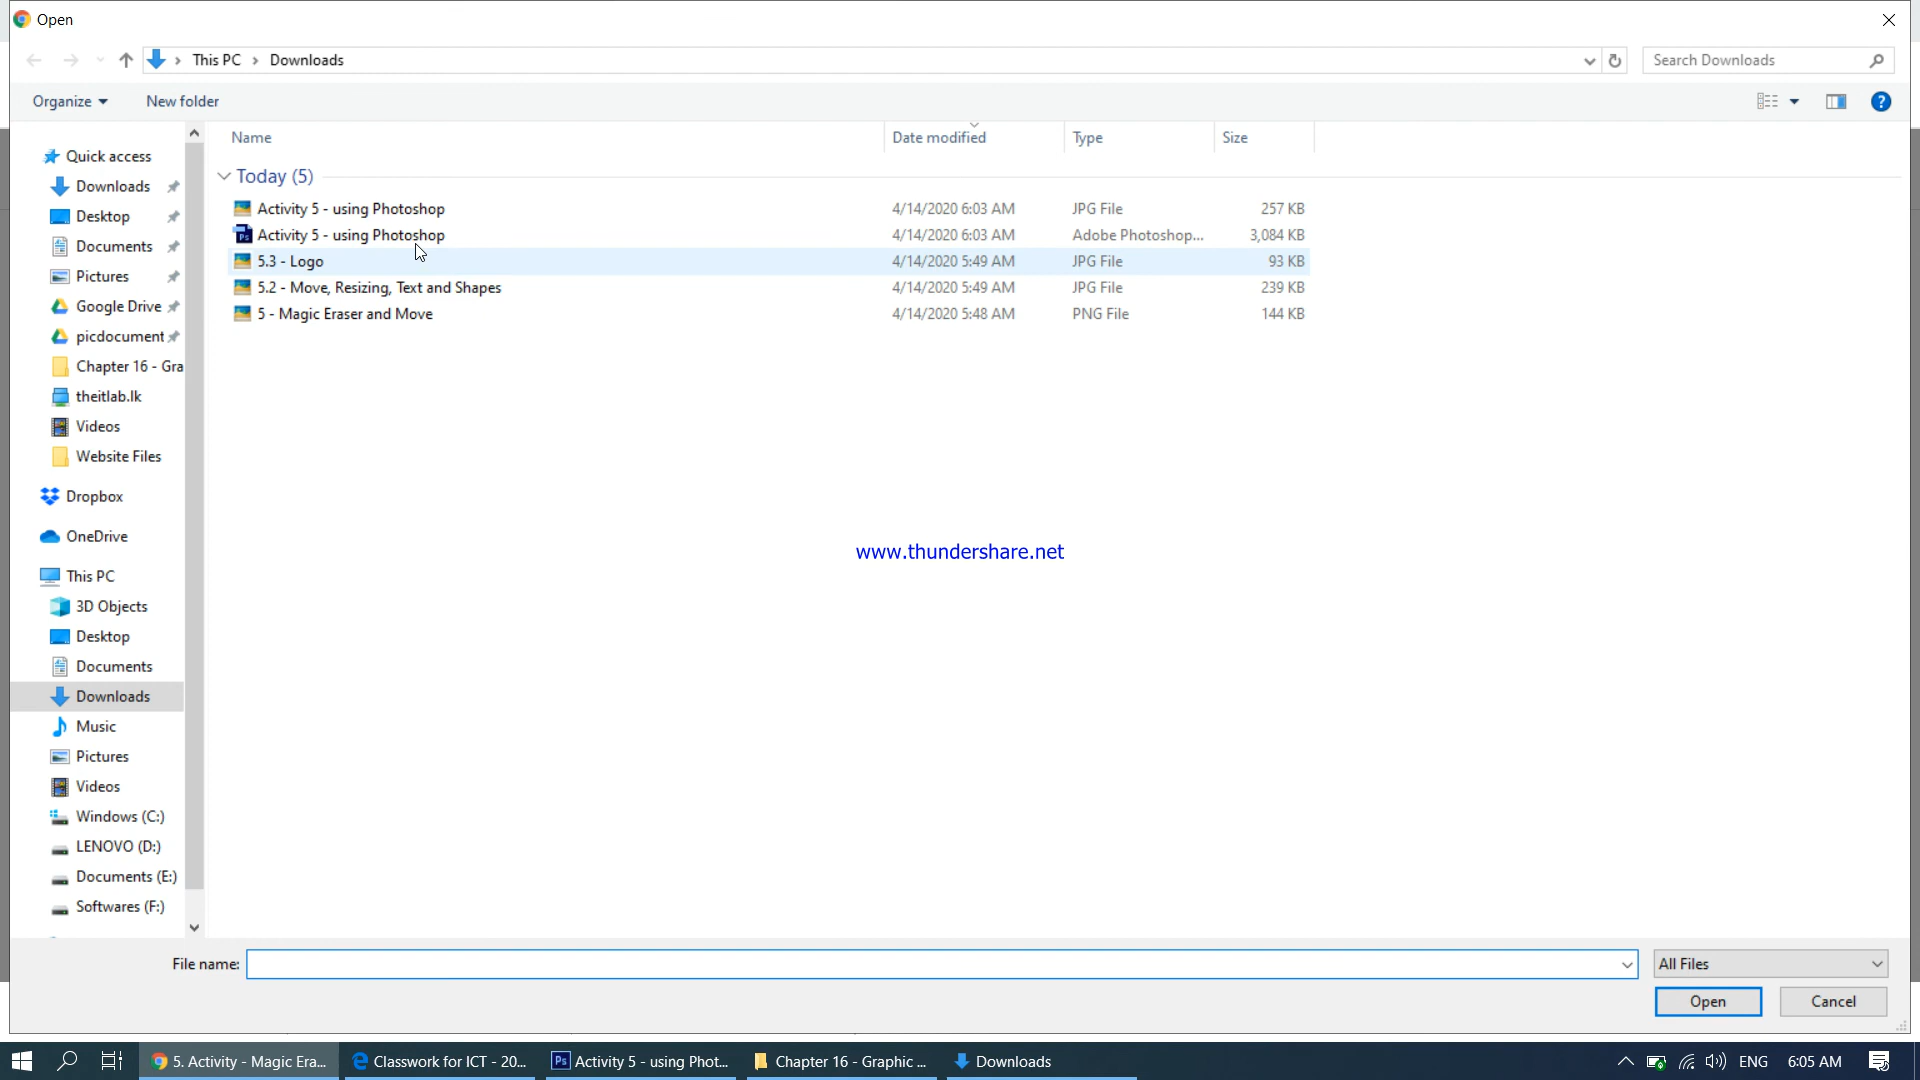 Open
This PC > Downloads
Search Downloads
Organize
New folder
Name
Date modified
Type
Size
Today (5)
Activity 5 - using Photoshop 4/14/2020 6:03 AM JPG File 257 KB
Activity 5 - using Photoshop 4/14/2020 6:03 AM Adobe Photoshop... 3,084 KB
5.3 - Logo 4/14/2020 5:49 AM JPG File 93 KB
5.2 - Move, Resizing, Text and Shapes 4/14/2020 5:49 AM JPG File 239 KB
5 - Magic Eraser and Move 4/14/2020 5:48 AM PNG File 144 KB
Quick access
Downloads
Desktop
Documents
Pictures
Google Drive
picdocument
Chapter 16 - Gra
theitlab.lk
Videos
Website Files
Dropbox
OneDrive
This PC
3D Objects
Desktop
Documents
Downloads
Music
Pictures
Videos
Windows (C:)
LENOVO (D:)
Documents (E:)
Softwares (F:)
www.thundershare.net
File name:
All Files
Open
Cancel
5. Activity - Magic Era...
Classwork for ICT - 20...
Ps Activity 5 - using Phot...
Chapter 16 - Graphic ...
Downloads
ENG
6:05 AM